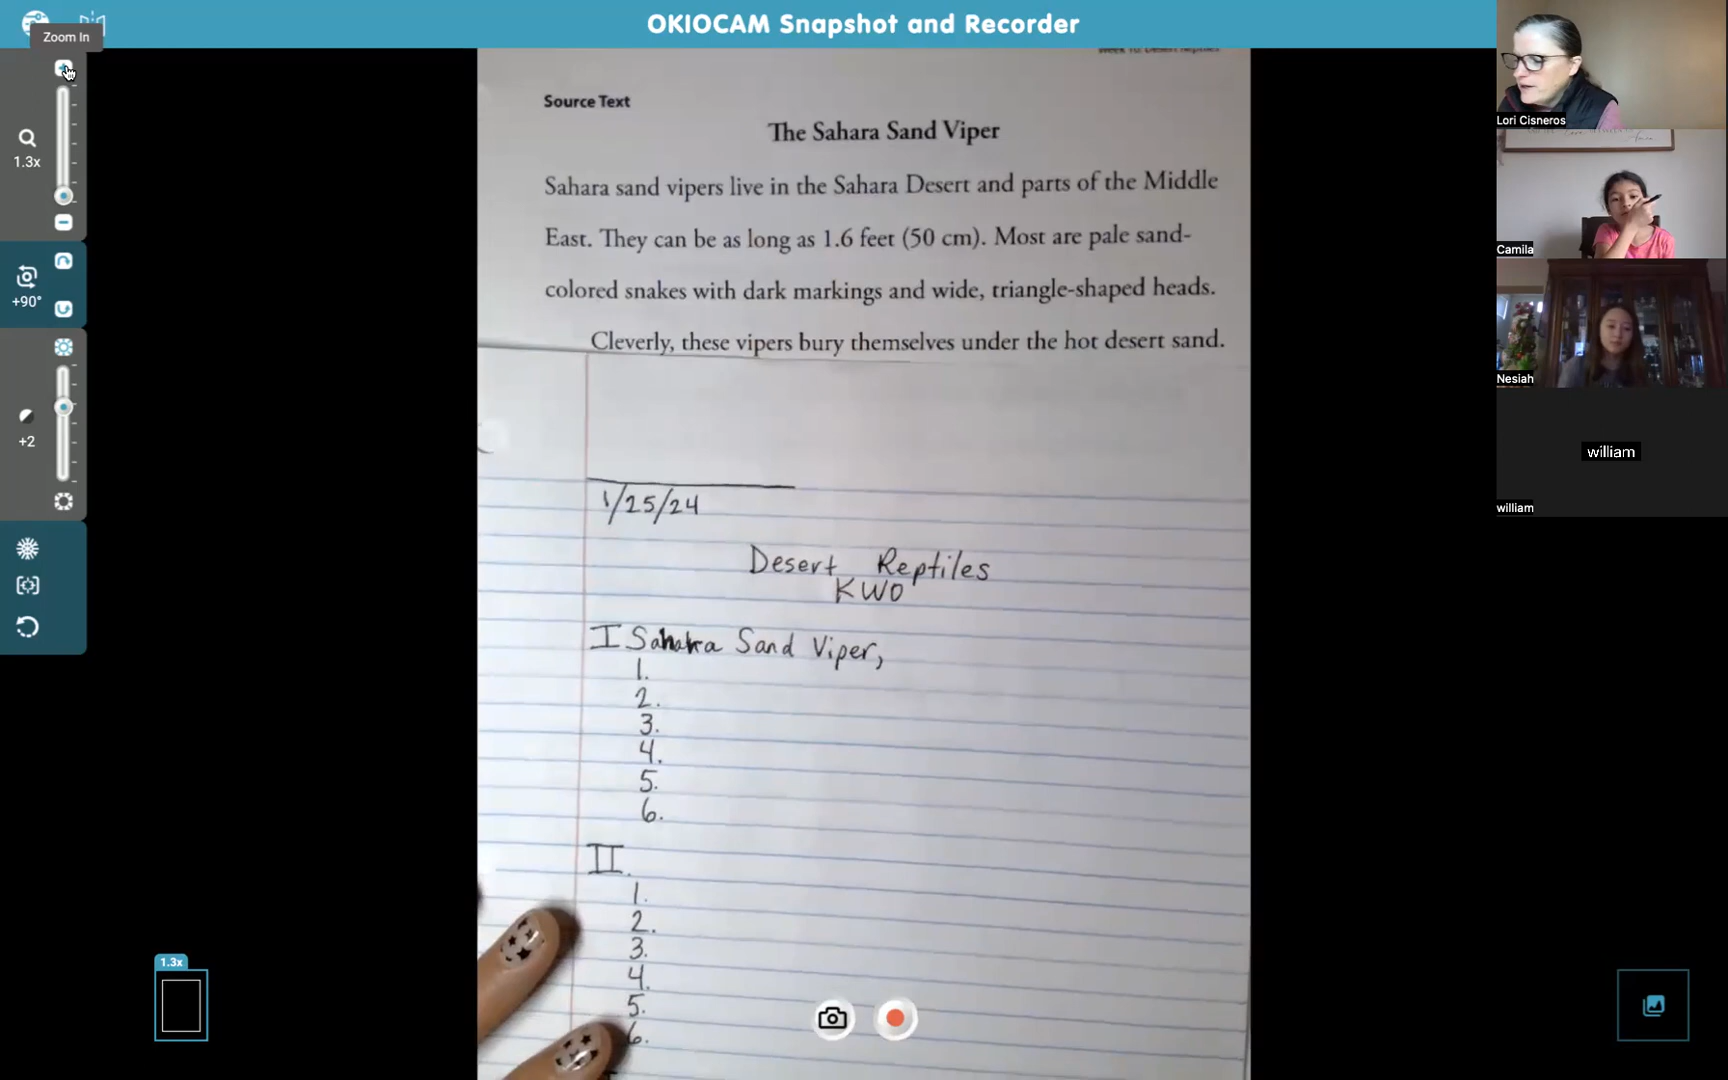 OKIOCAM Snapshot and Recorder
Zoom In
1.3x
+90°
+2
1.3x
Week 10: Desert Reptiles
Source Text
The Sahara Sand Viper
Sahara sand vipers live in the Sahara Desert and parts of the Middle
East. They can be as long as 1.6 feet (50 cm). Most are pale sand-
colored snakes with dark markings and wide, triangle-shaped heads.
Cleverly, these vipers bury themselves under the hot desert sand.
1/25/24
Desert Reptiles
KWO
I Sahara Sand Viper,
1.
2.
3.
4.
5.
6.
II.
1.
2.
3.
4.
5.
6.
Lori Cisneros
Camila
Nesiah
william
william